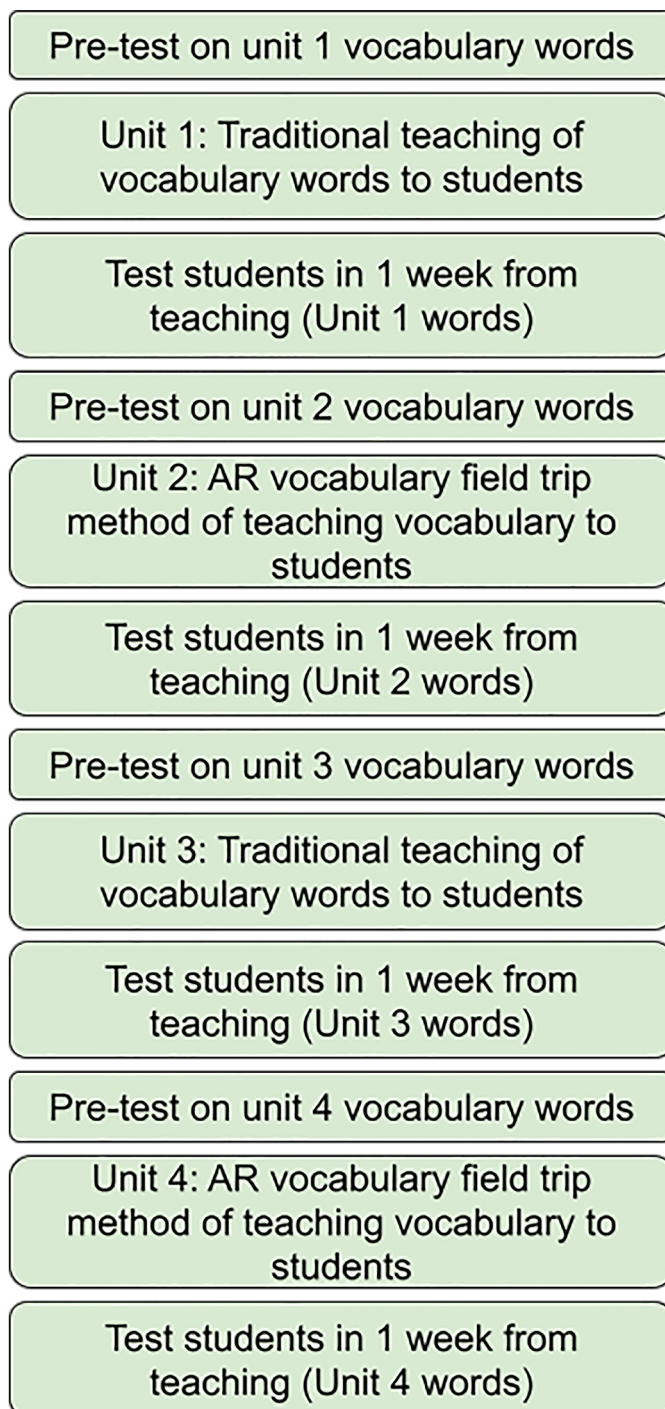 Pre-test on unit 1 vocabulary words
Unit 1: Traditional teaching of
vocabulary words to students
Test students in 1 week from
teaching (Unit 1 words)
Pre-test on unit 2 vocabulary words
Unit 2: AR vocabulary field trip
method of teaching vocabulary to
students
Test students in 1 week from
teaching (Unit 2 words)
Pre-test on unit 3 vocabulary words
Unit 3: Traditional teaching of
vocabulary words to students
Test students in 1 week from
teaching (Unit 3 words)
Pre-test on unit 4 vocabulary words
Unit 4: AR vocabulary field trip
method of teaching vocabulary to
students
Test students in 1 week from
teaching (Unit 4 words)